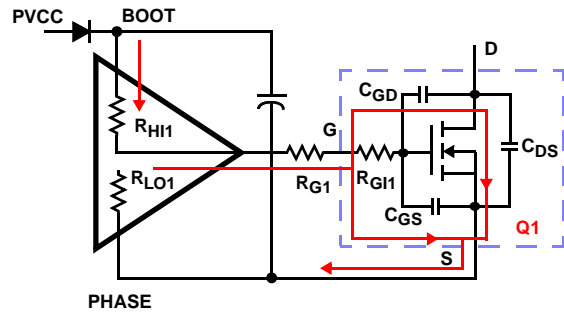 PVCC
BOOT
D
CGD
RHI1
G
CDS
RLO1
RG1
RGI1
CGS
Q1
S
PHASE